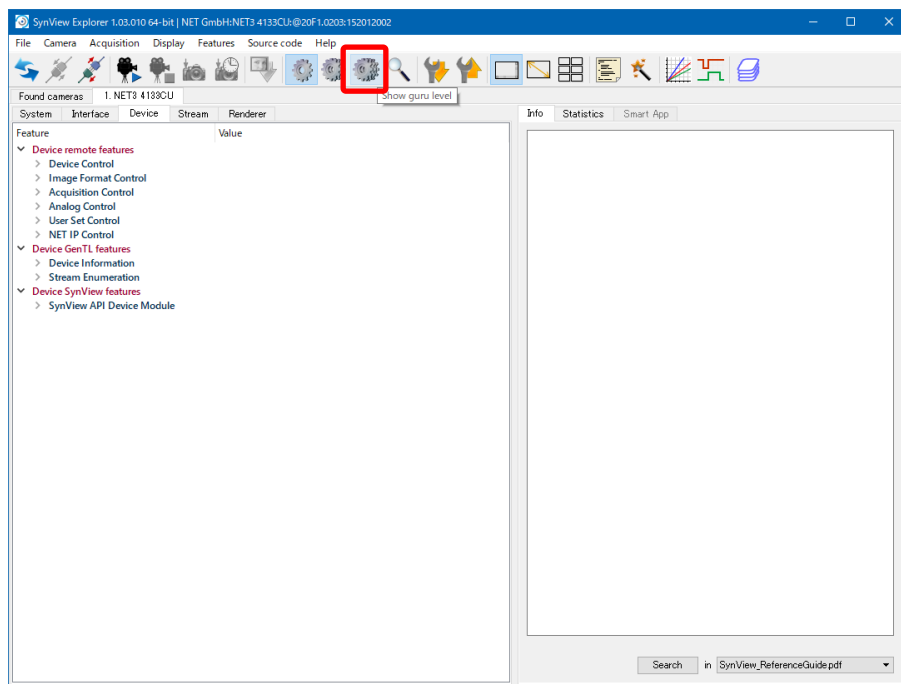 SynView Explorer 1.03.010 64-bit | NET GmbH:NET3 4133CU:@20F1.0203:152012002
File Camera Acquisition Display Features Source code Help
Show guru level
Found cameras 1. NET3 4133CU
System Interface Device Stream Renderer
Info Statistics Smart App
Feature Value
Device remote features
Device Control
Image Format Control
Acquisition Control
Analog Control
User Set Control
NET IP Control
Device GenTL features
Device Information
Stream Enumeration
Device SynView features
SynView API Device Module
Search in SynView_ReferenceGuide.pdf